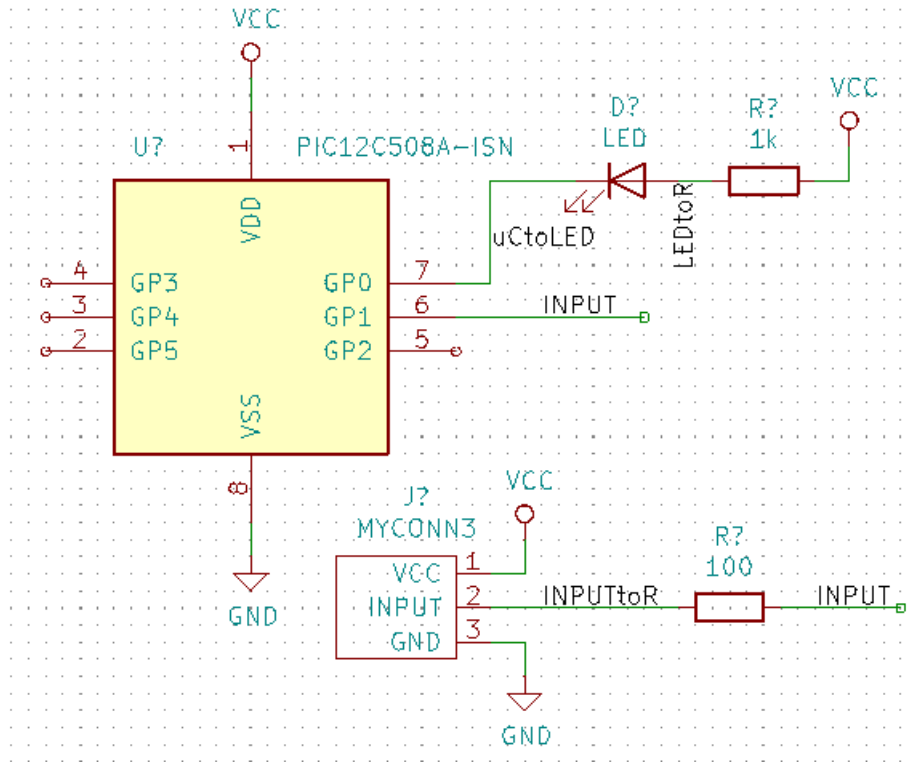 VCC
U?
1
PIC12C508A-ISN
D?
LED
R?
1k
VCC
VDD
uCtoLED
LEDtoR
4
GP3
GP0
7
3
GP4
GP1
6
INPUT
2
GP5
GP2
5
VSS
8
GND
J?
MYCONN3
VCC
VCC
1
INPUT
2
INPUTtoR
GND
3
GND
R?
100
INPUT